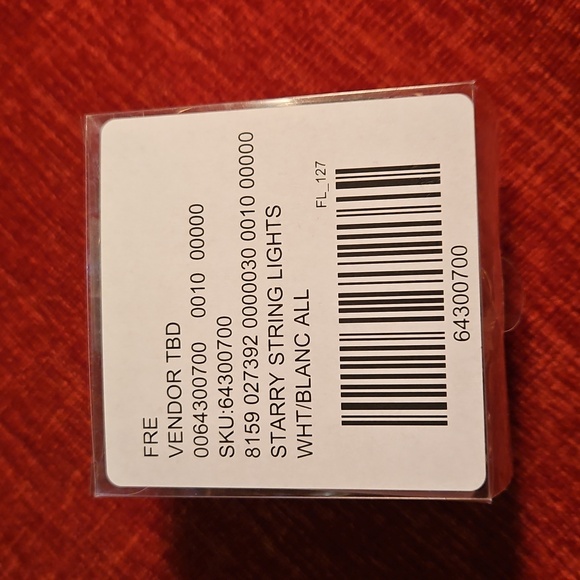 FRE
VENDOR TBD
0064300700 0010 00000
SKU:64300700
8159 027392 0000030 0010 00000
STARRY STRING LIGHTS
WHT/BLANC ALL
FL_127
64300700